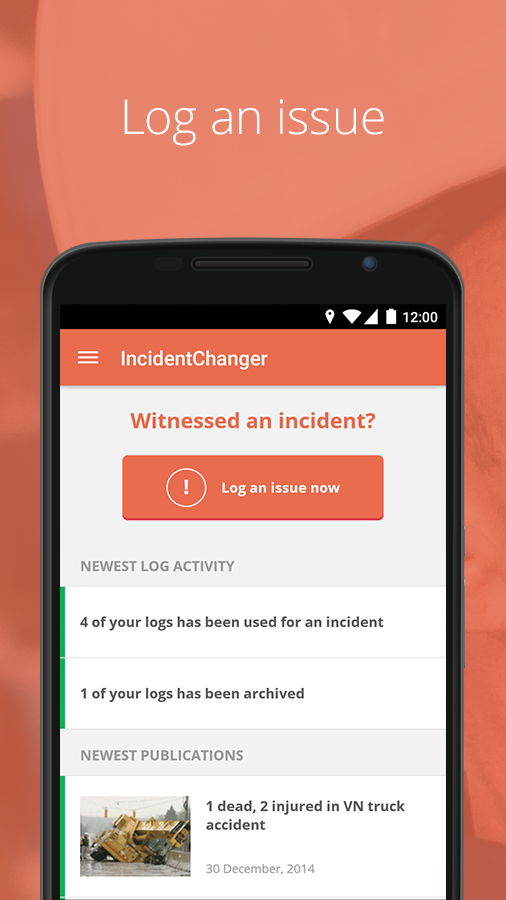 Log an issue
12:00
IncidentChanger
Witnessed an incident?
! Log an issue now
NEWEST LOG ACTIVITY
4 of your logs has been used for an incident
1 of your logs has been archived
NEWEST PUBLICATIONS
1 dead, 2 injured in VN truck
accident
30 December, 2014